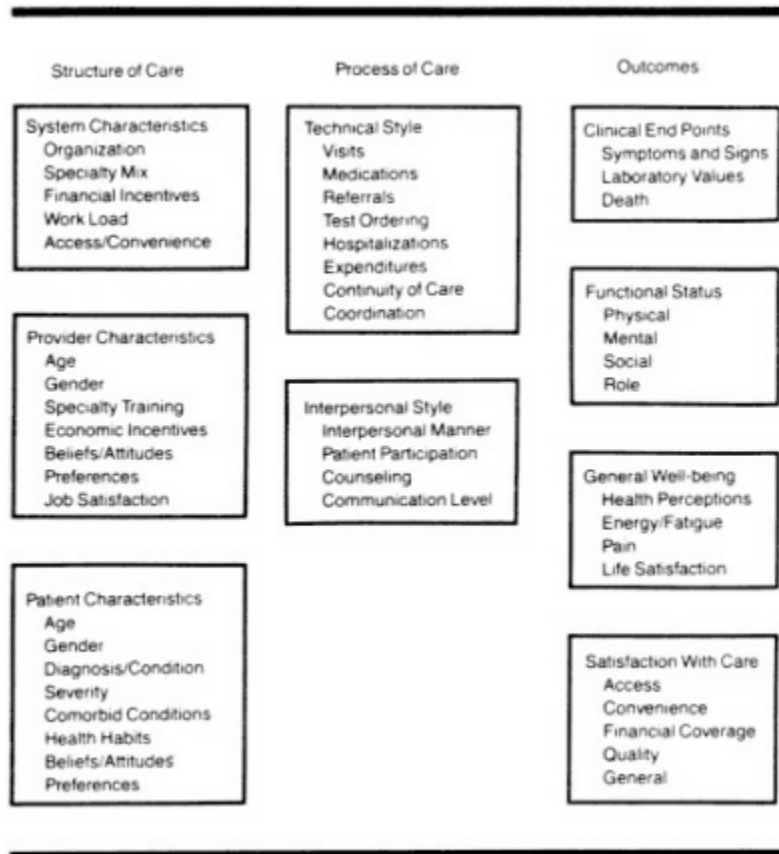 Structure of Care
System Characteristics
Organization
Specialty Mix
Financial Incentives
Work Load
Access/Convenience
Provider Characteristics
Age
Gender
Specialty Training
Economic Incentives
Beliefs/Attitudes
Preferences
Job Satisfaction
Patient Characteristics
Age
Gender
Diagnosis/Condition
Severity
Comorbid Conditions
Health Habits
Beliefs/Attitudes
Preferences
Process of Care
Technical Style
Visits
Medications
Referrals
Test Ordering
Hospitalizations
Expenditures
Continuity of Care
Coordination
Interpersonal Style
Interpersonal Manner
Patient Participation
Counseling
Communication Level
Outcomes
Clinical End Points
Symptoms and Signs
Laboratory Values
Death
Functional Status
Physical
Mental
Social
Role
General Well-being
Health Perceptions
Energy/Fatigue
Pain
Life Satisfaction
Satisfaction With Care
Access
Convenience
Financial Coverage
Quality
General